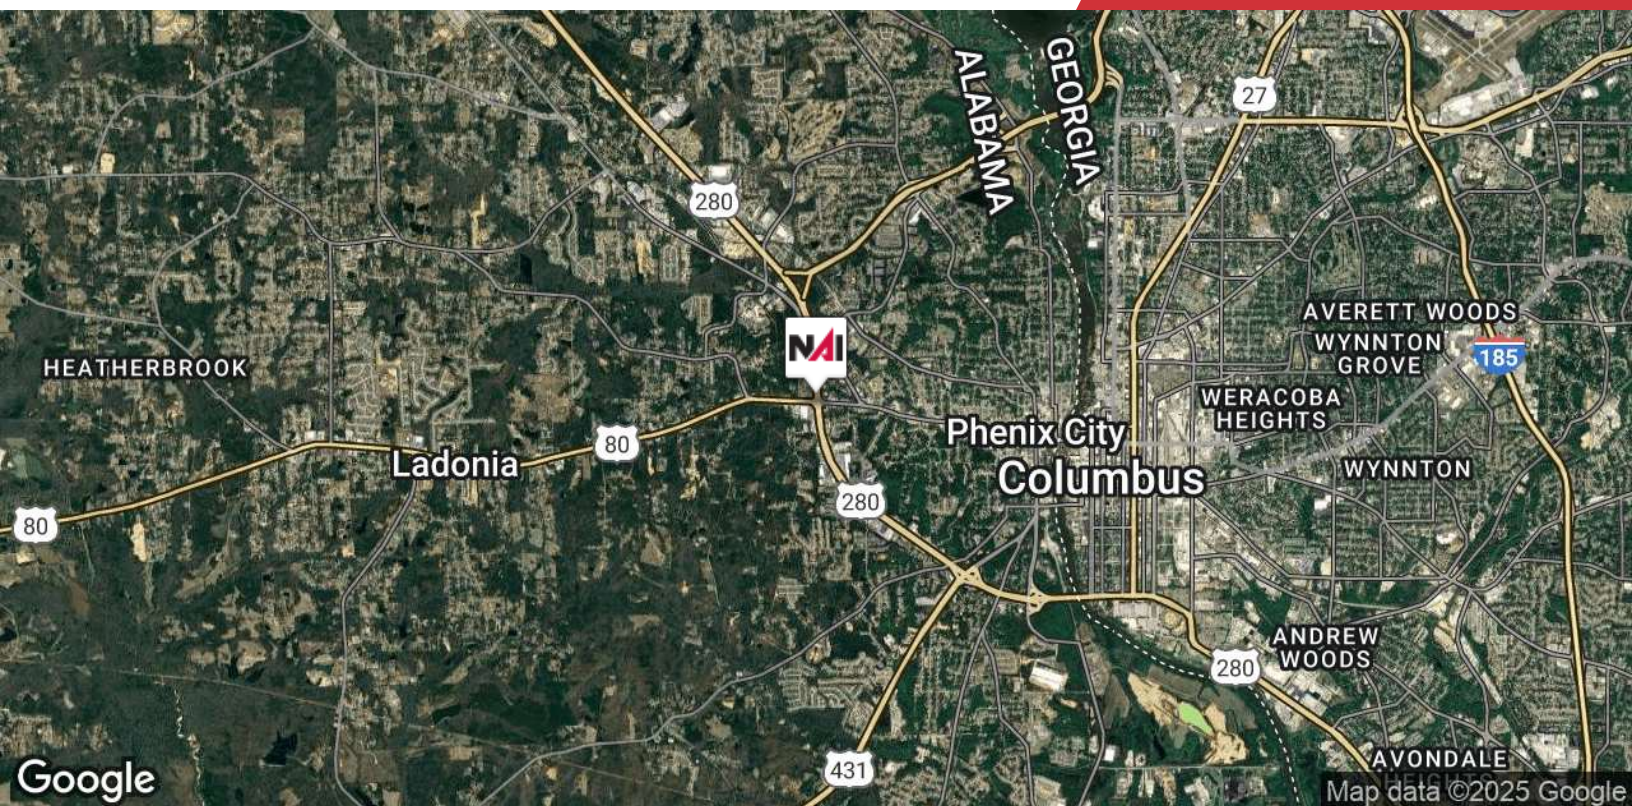 GEORGIA
ALABAMA
27
280
AVERETT WOODS
WYNNTON
GROVE
185
NAI
HEATHERBROOK
WERACOBA
HEIGHTS
Phenix City
80
Ladonia
Columbus
WYNNTON
280
80
ANDREW
WOODS
280
431
AVONDALE
HEIGHTS
Google
Map data ©2025 Google